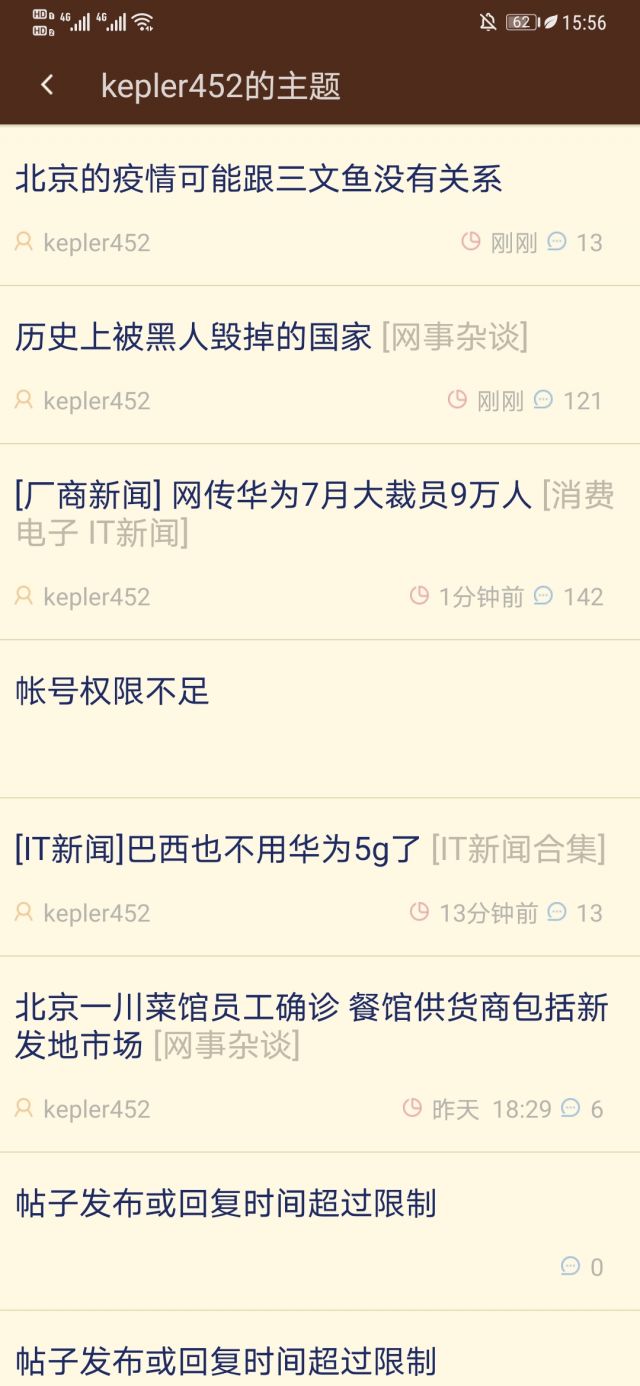 HD 1 4G 4G 62 15:56
HD 2
kepler452的主题
北京的疫情可能跟三文鱼没有关系
kepler452 刚刚 13
历史上被黑人毁掉的国家 [网事杂谈]
kepler452 刚刚 121
[厂商新闻] 网传华为7月大裁员9万人 [消费
电子 IT新闻]
kepler452 1分钟前 142
帐号权限不足
[IT新闻]巴西也不用华为5g了 [IT新闻合集]
kepler452 13分钟前 13
北京一川菜馆员工确诊 餐馆供货商包括新
发地市场 [网事杂谈]
kepler452 昨天 18:29 6
帖子发布或回复时间超过限制
0
帖子发布或回复时间超过限制